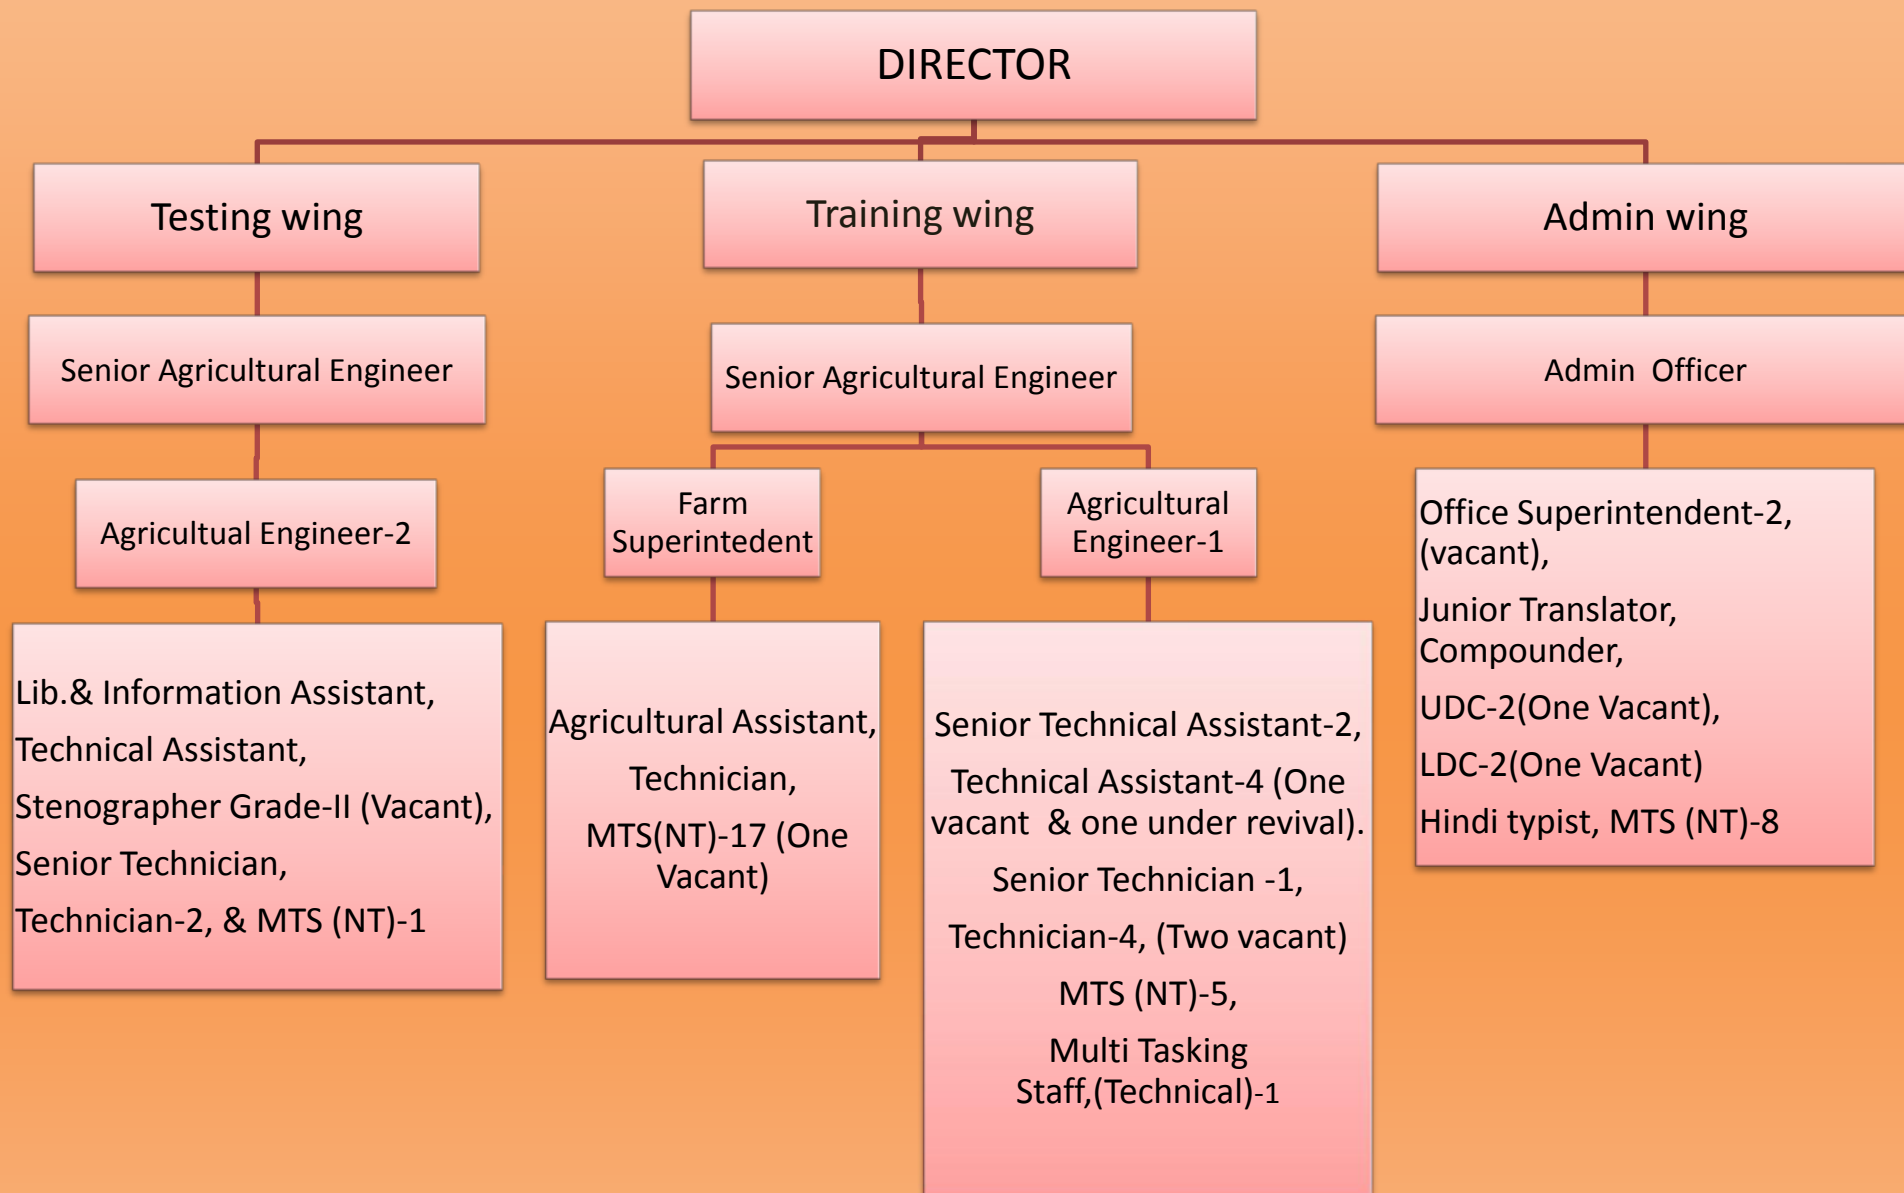 DIRECTOR
Testing wing
Training wing
Admin wing
Senior Agricultural Engineer
Senior Agricultural Engineer
Admin Officer
Agricultual Engineer-2
Farm
Superintedent
Agricultural
Engineer-1
Office Superintendent-2,
(vacant),
Junior Translator,
Compounder,
UDC-2(One Vacant),
LDC-2(One Vacant)
Hindi typist, MTS (NT)-8
Lib.& Information Assistant,
Technical Assistant,
Stenographer Grade-II (Vacant),
Senior Technician,
Technician-2, & MTS (NT)-1
Agricultural Assistant,
Technician,
MTS(NT)-17 (One
Vacant)
Senior Technical Assistant-2,
Technical Assistant-4 (One
vacant & one under revival).
Senior Technician -1,
Technician-4, (Two vacant)
MTS (NT)-5,
Multi Tasking
Staff,(Technical)-1